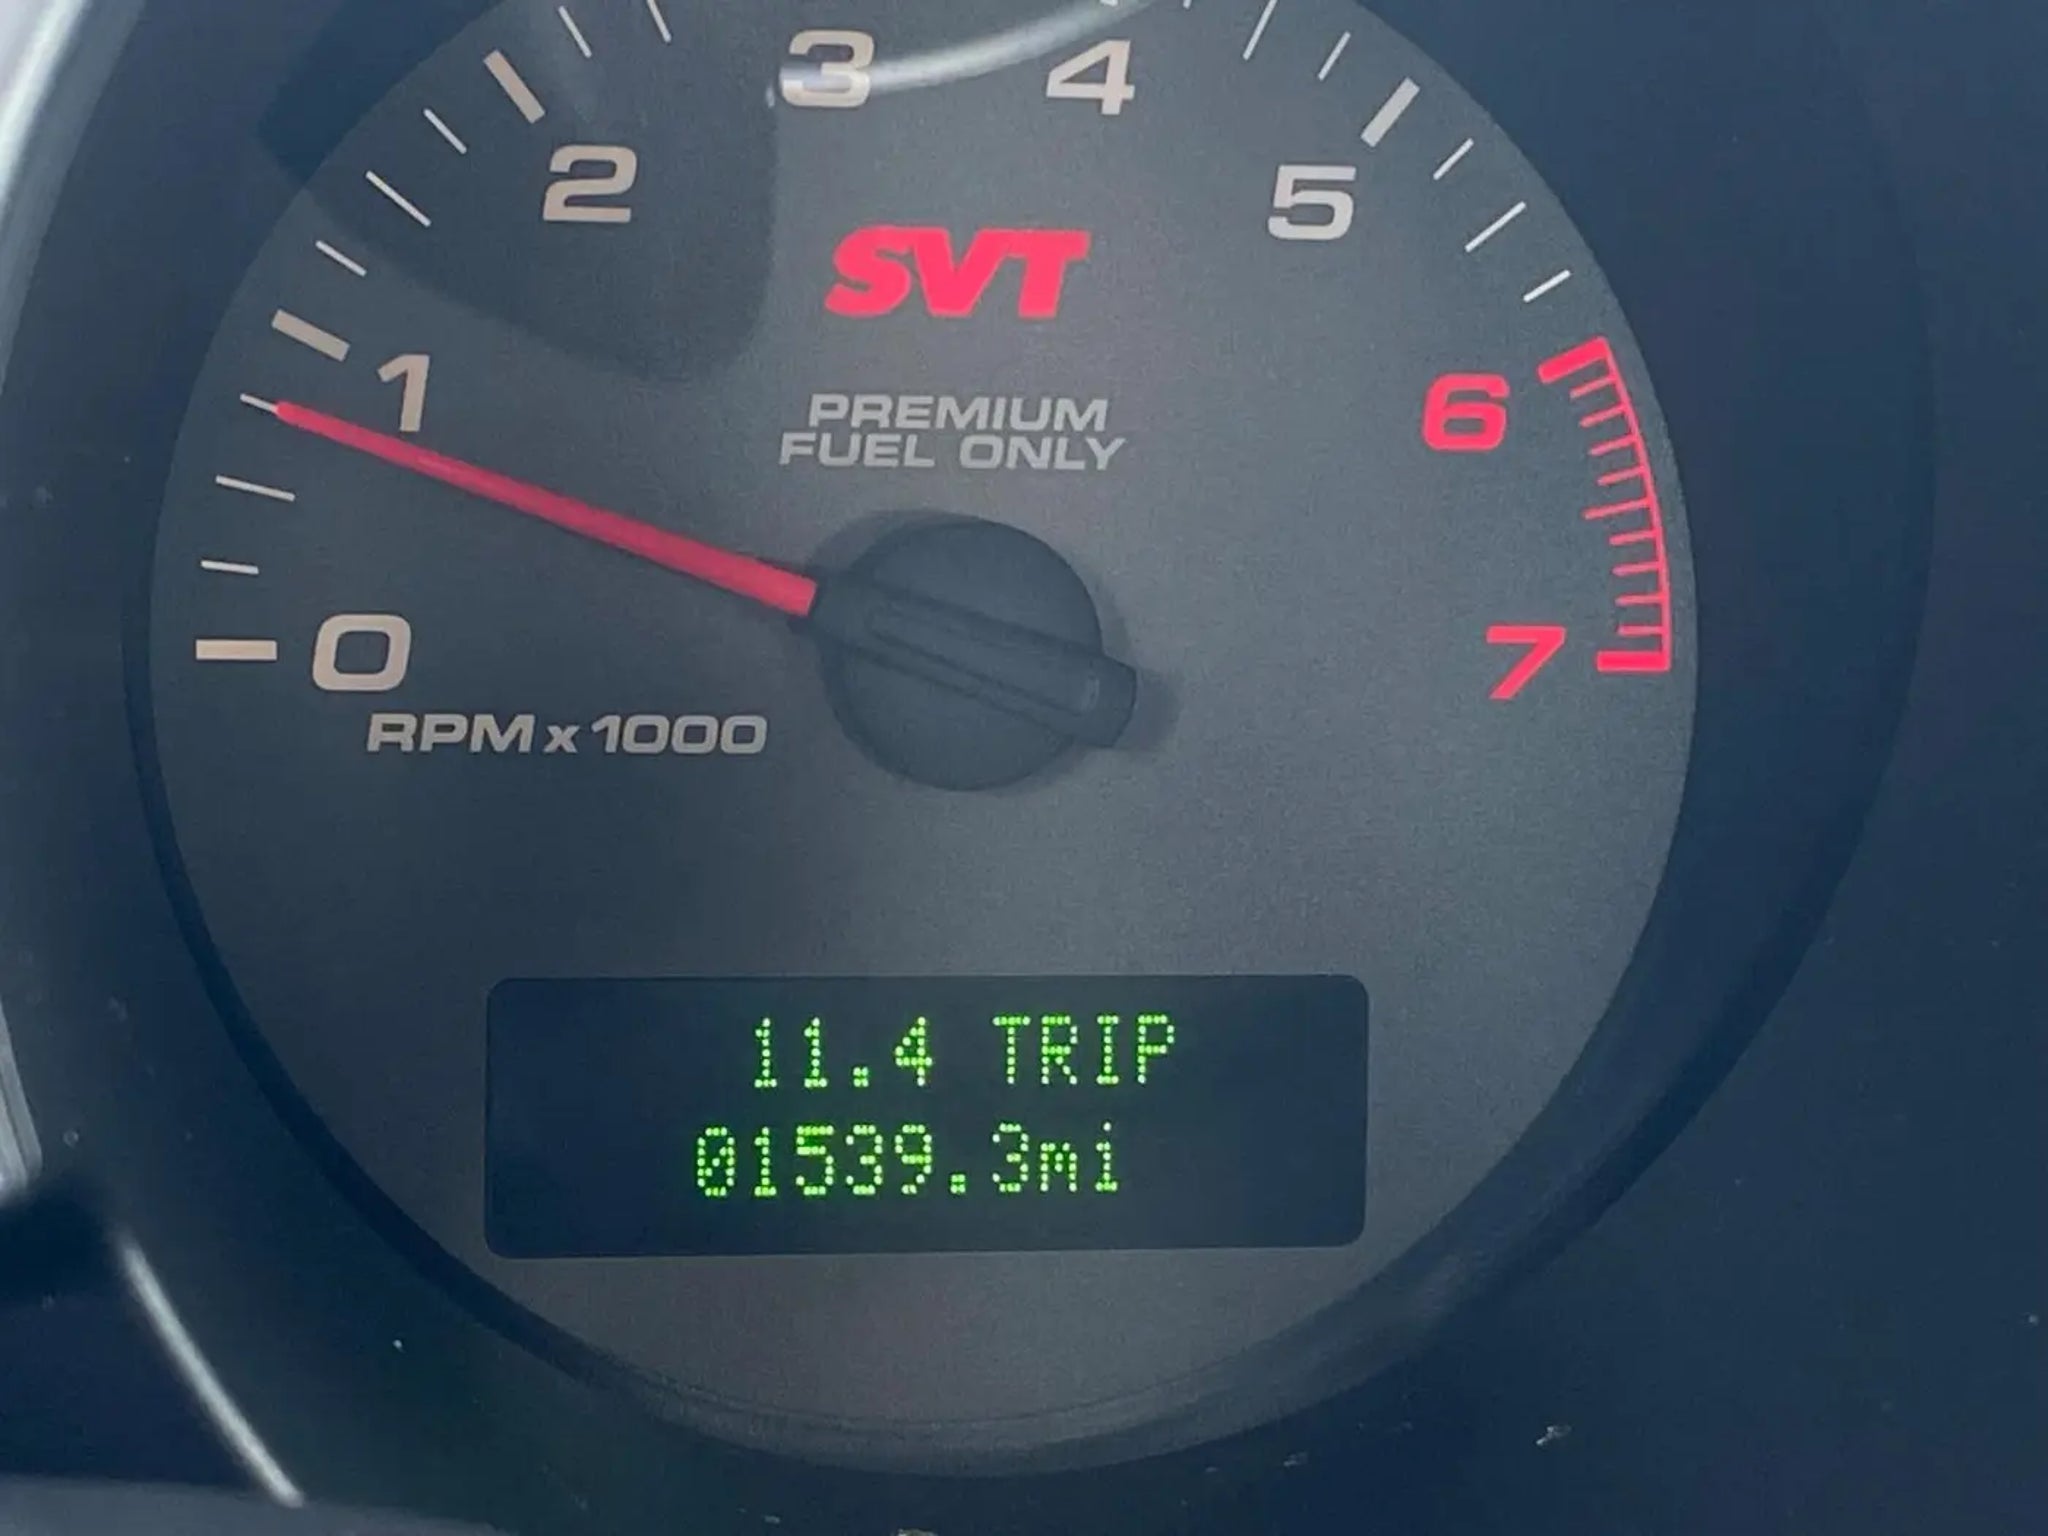 3 4
2 5
SVT
1 PREMIUM 6
FUEL ONLY
0 7
RPM x 1000
11.4 TRIP
01539.3mi